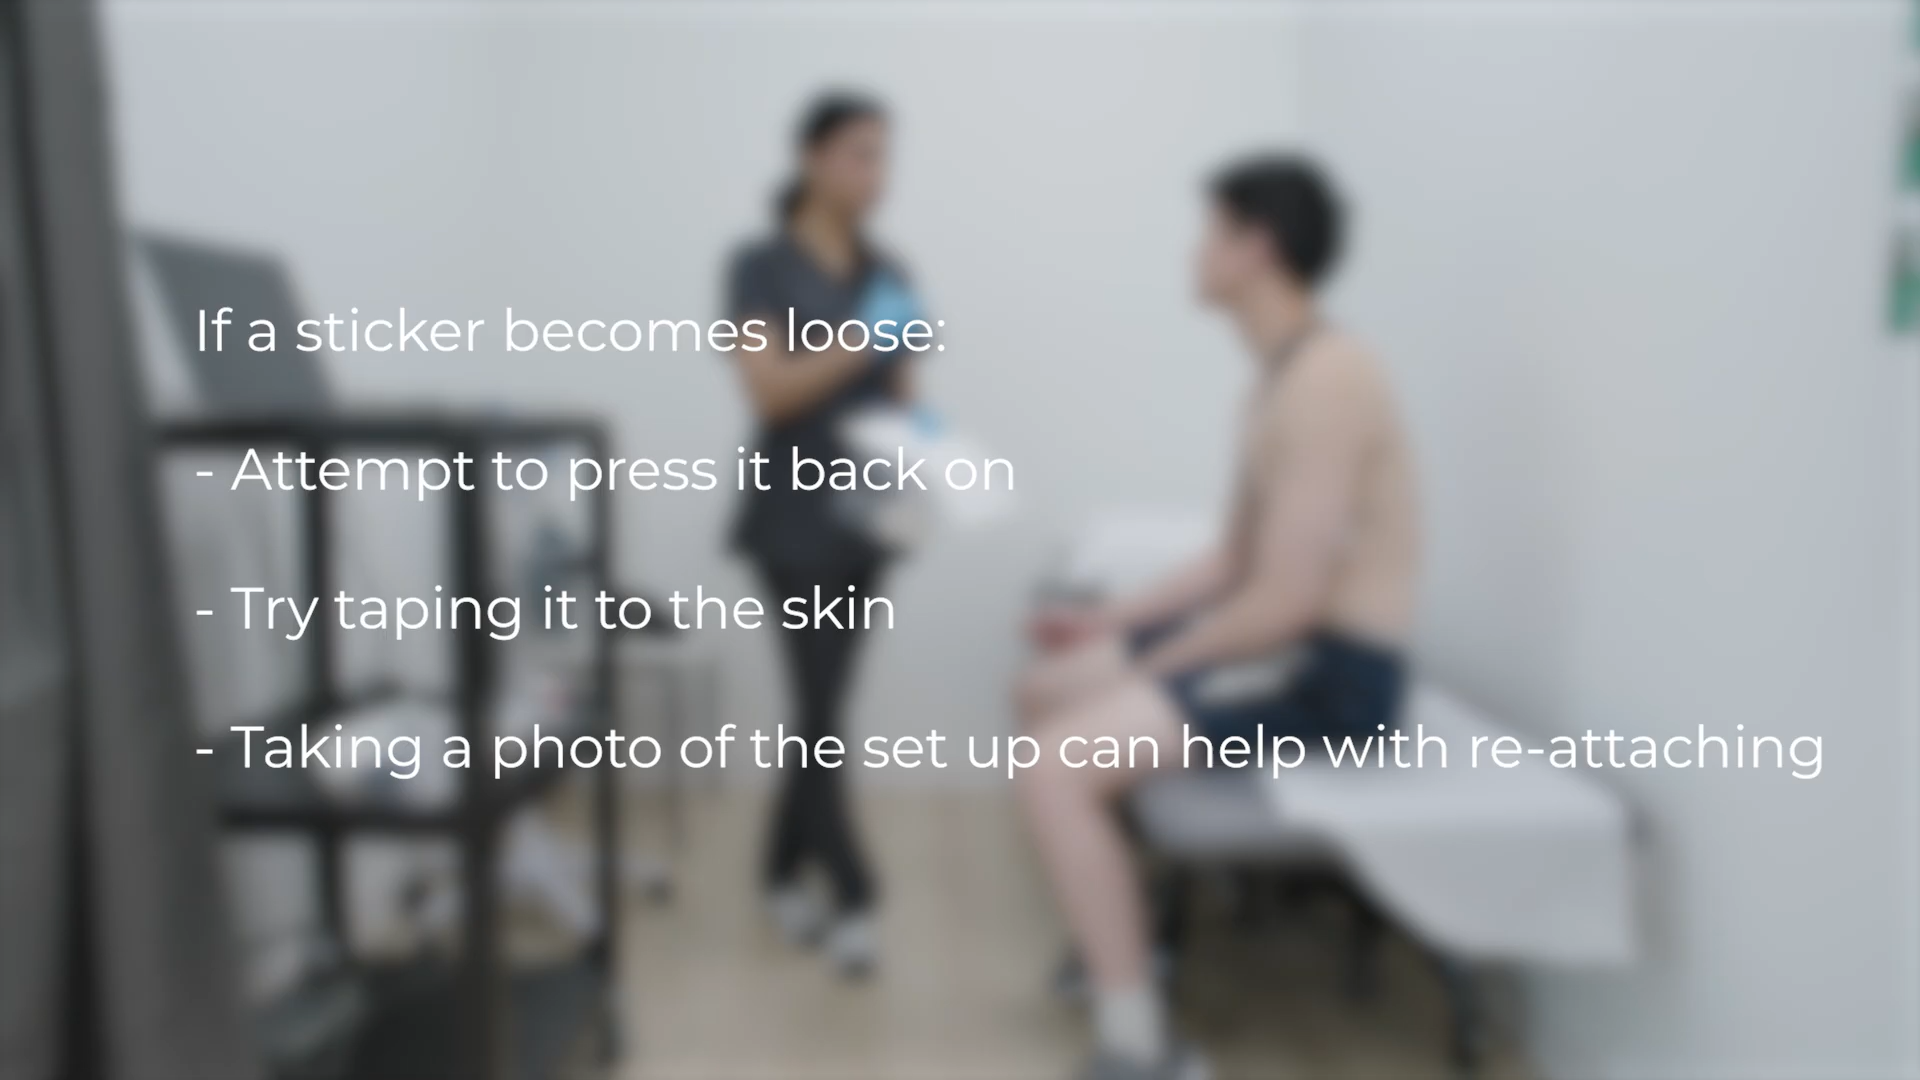 If a sticker becomes loose:
- Attempt to press it back on
- Try taping it to the skin
- Taking a photo of the set up can help with re-attaching